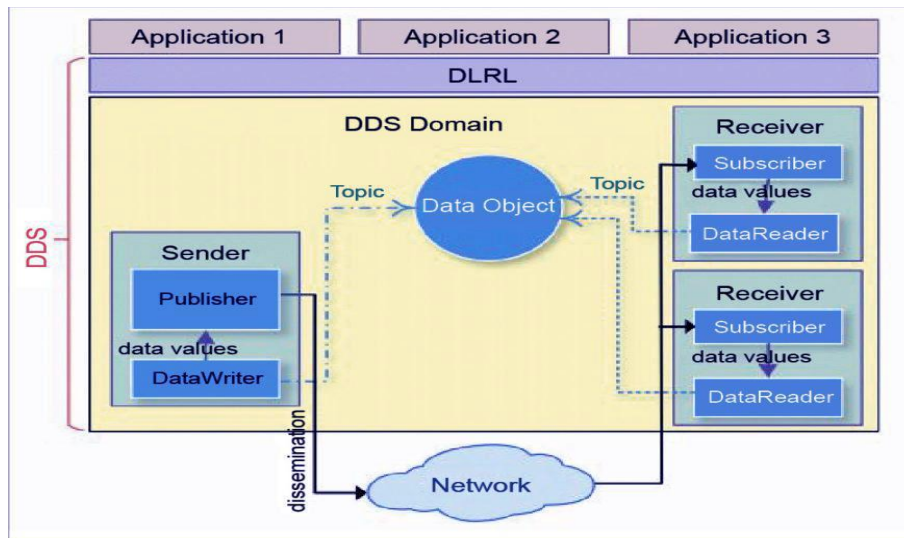 Application 1
Application 2
Application 3
DLRL
DDS
DDS Domain
Data Object
Topic
Topic
Sender
Publisher
data values
DataWriter
Receiver
Subscriber
data values
DataReader
Receiver
Subscriber
data values
DataReader
dissemination
Network